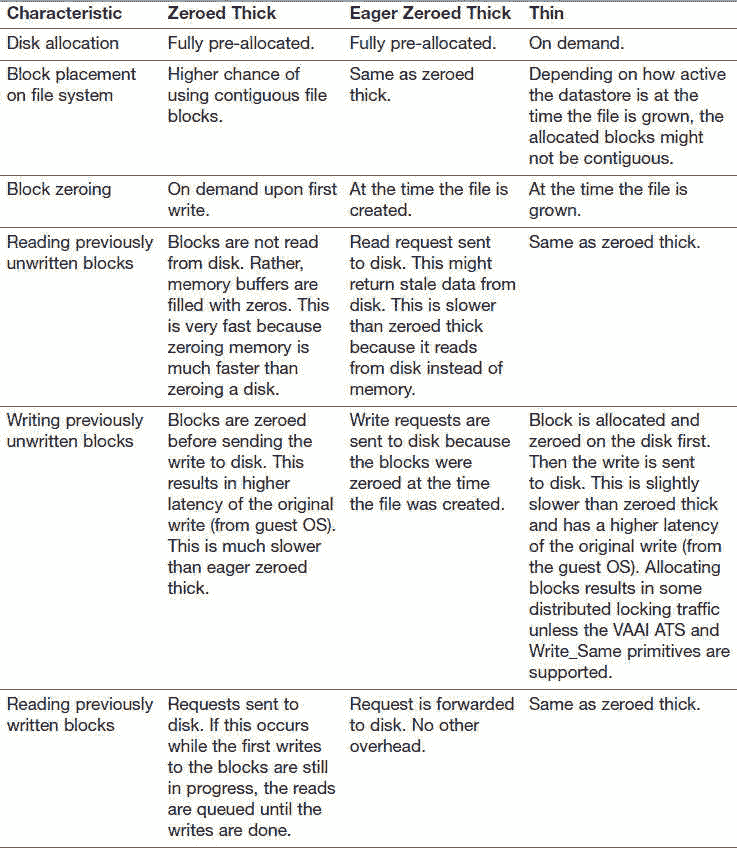 Characteristic Zeroed Thick Eager Zeroed Thick Thin
Disk allocation Fully pre-allocated. Fully pre-allocated. On demand.
Block placement Higher chance of Same as zeroed Depending on how active
on file system using contiguous file thick. the datastore is at the
blocks. time the file is grown, the
allocated blocks might
not be contiguous.
Block zeroing On demand upon first At the time the file is At the time the file is
write. created. grown.
Reading previously Blocks are not read Read request sent Same as zeroed thick.
unwritten blocks from disk. Rather, to disk. This might
memory buffers are return stale data from
filled with zeros. This disk. This is slower
is very fast because than zeroed thick
zeroing memory is because it reads
much faster than from disk instead of
zeroing a disk. memory.
Writing previously Blocks are zeroed Write requests are Block is allocated and
unwritten blocks before sending the sent to disk because zeroed on the disk first.
write to disk. This the blocks were Then the write is sent
results in higher zeroed at the time to disk. This is slightly
latency of the original the file was created. slower than zeroed thick
write (from guest OS). and has a higher latency
This is much slower of the original write (from
than eager zeroed the guest OS). Allocating
thick. blocks results in some
distributed locking traffic
unless the VAAI ATS and
Write_Same primitives are
supported.
Reading previously Requests sent to Request is forwarded Same as zeroed thick.
written blocks disk. If this occurs to disk. No other
while the first writes overhead.
to the blocks are still
in progress, the reads
are queued until the
writes are done.